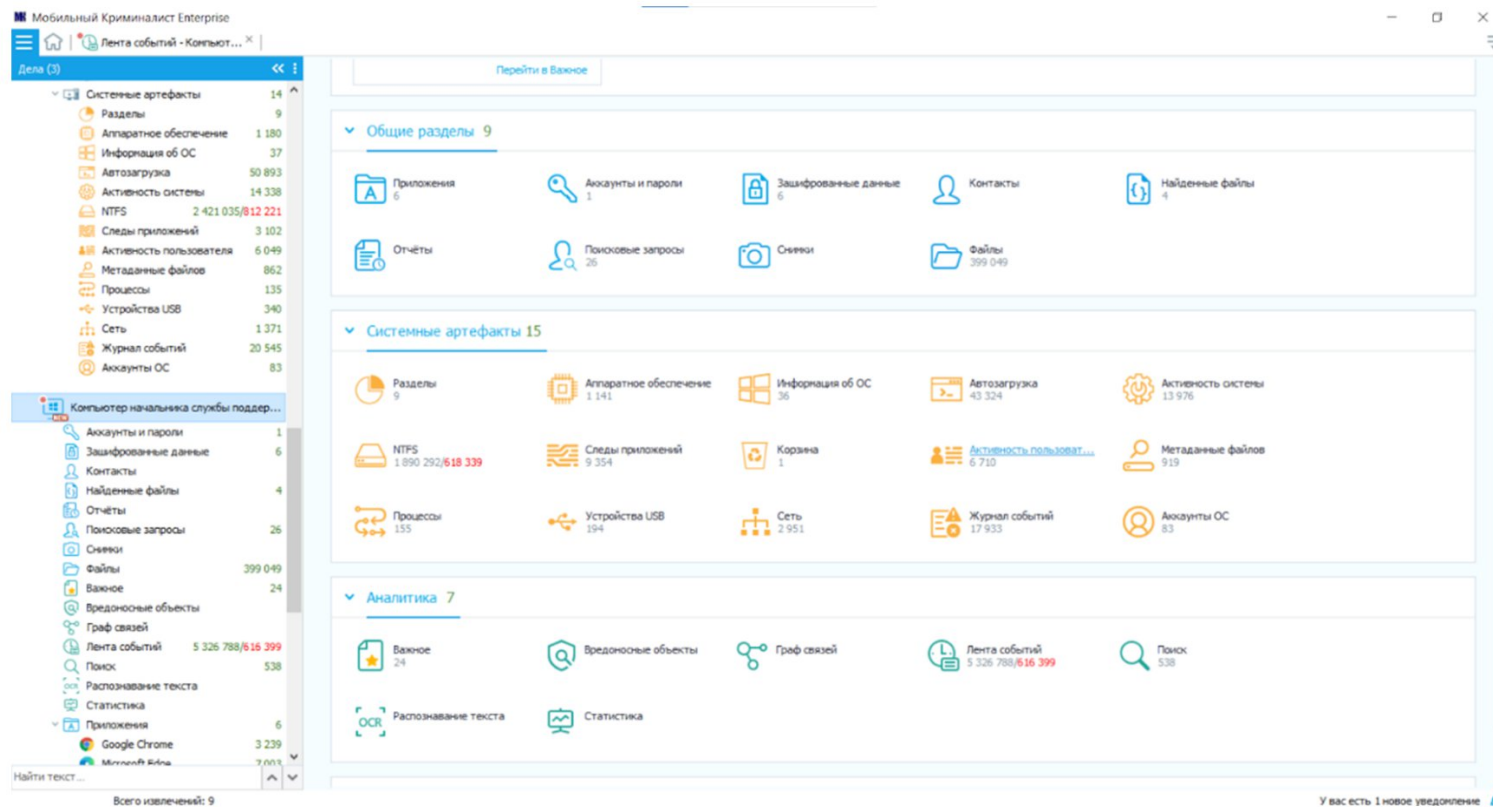 МК Мобильный Криминалист Enterprise
Лента событий - Компьют...
Дела (3)
Системные артефакты 14
Разделы 9
Аппаратное обеспечение 1 180
Информация об ОС 37
Автозагрузка 50 893
Активность системы 14 338
NTFS 2 421 035/812 221
Следы приложений 3 102
Активность пользователя 6 049
Метаданные файлов 862
Процессы 135
Устройства USB 340
Сеть 1 371
Журнал событий 20 545
Аккаунты ОС 83
Компьютер начальника службы поддер...
Аккаунты и пароли 1
Зашифрованные данные 6
Контакты
Найденные файлы 4
Отчёты
Поисковые запросы 26
Снимки
Файлы 399 049
Важное 24
Вредоносные объекты
Граф связей
Лента событий 5 326 788/616 399
Поиск 538
OCR Распознавание текста
Статистика
Приложения 6
Google Chrome 3 239
Microsoft Edge 7 003
Найти текст...
Всего извлечений: 9
Перейти в Важное
Общие разделы 9
Приложения Аккаунты и пароли Зашифрованные данные Контакты Найденные файлы
6 1 6 4
Отчёты Поисковые запросы Снимки Файлы
26 399 049
Системные артефакты 15
Разделы Аппаратное обеспечение Информация об ОС Автозагрузка Активность системы
9 1 141 36 43 324 13 976
NTFS Следы приложений Корзина Активность пользоват... Метаданные файлов
1 890 292/618 339 9 354 1 6 710 919
Процессы Устройства USB Сеть Журнал событий Аккаунты ОС
155 194 2 951 17 933 83
Аналитика 7
Важное Вредоносные объекты Граф связей Лента событий Поиск
24 5 326 788/616 399 538
OCR Распознавание текста Статистика
У вас есть 1 новое уведомление